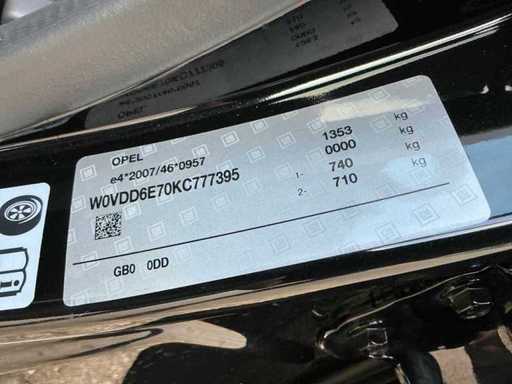 OPEL
e4*2007/46*0957
W0VDD6E70KC777395
1353 kg
0000 kg
1- 740 kg
2- 710
GB0 0DD